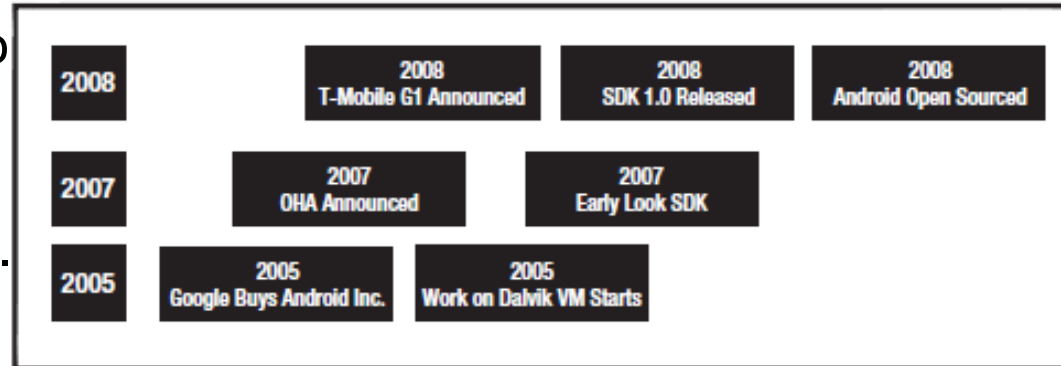 2008
2008
T-Mobile G1 Announced
2008
SDK 1.0 Released
2008
Android Open Sourced
2007
2007
OHA Announced
2007
Early Look SDK
2005
2005
Google Buys Android Inc.
2005
Work on Dalvik VM Starts